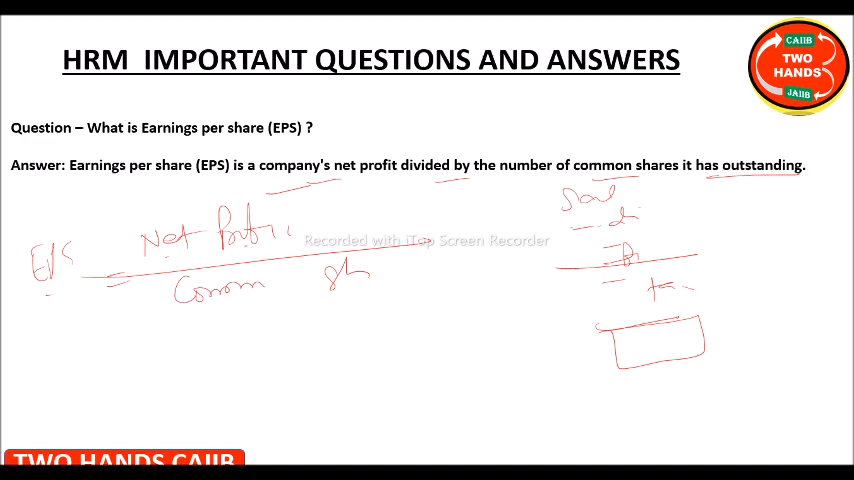 HRM IMPORTANT QUESTIONS AND ANSWERS
CAIIB
TWO
HANDS
JAIIB
Question – What is Earnings per share (EPS) ?
Answer: Earnings per share (EPS) is a company's net profit divided by the number of common shares it has outstanding.
Recorded with iTop Screen Recorder
EPS = Net Profit
Comm Sh
TWO HANDS CAIIB